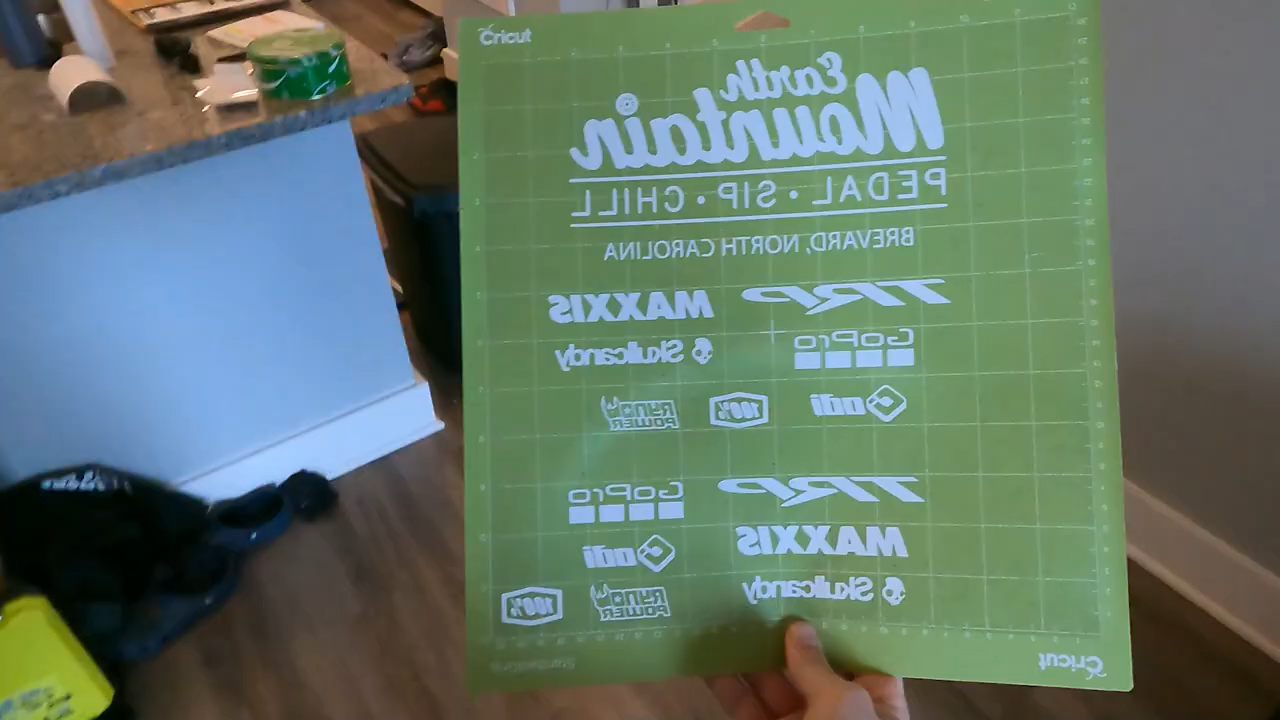 Cricut
Earth
Mountain
PEDAL • SIP • CHILL
BREVARD, NORTH CAROLINA
MAXXIS
TRP
Skullcandy
GoPro
RYNO POWER
100%
odi
GoPro
TRP
odi
MAXXIS
100%
RYNO POWER
Skullcandy
Cricut